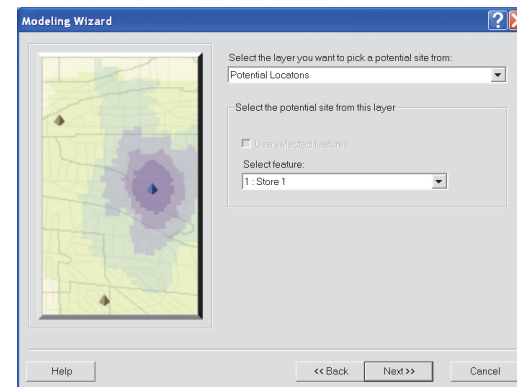 Modeling Wizard
Select the layer you want to pick a potential site from:
Potential Locatons
Select the potential site from this layer
Use selected features
Select feature:
1 : Store 1
Help
<< Back
Next >>
Cancel